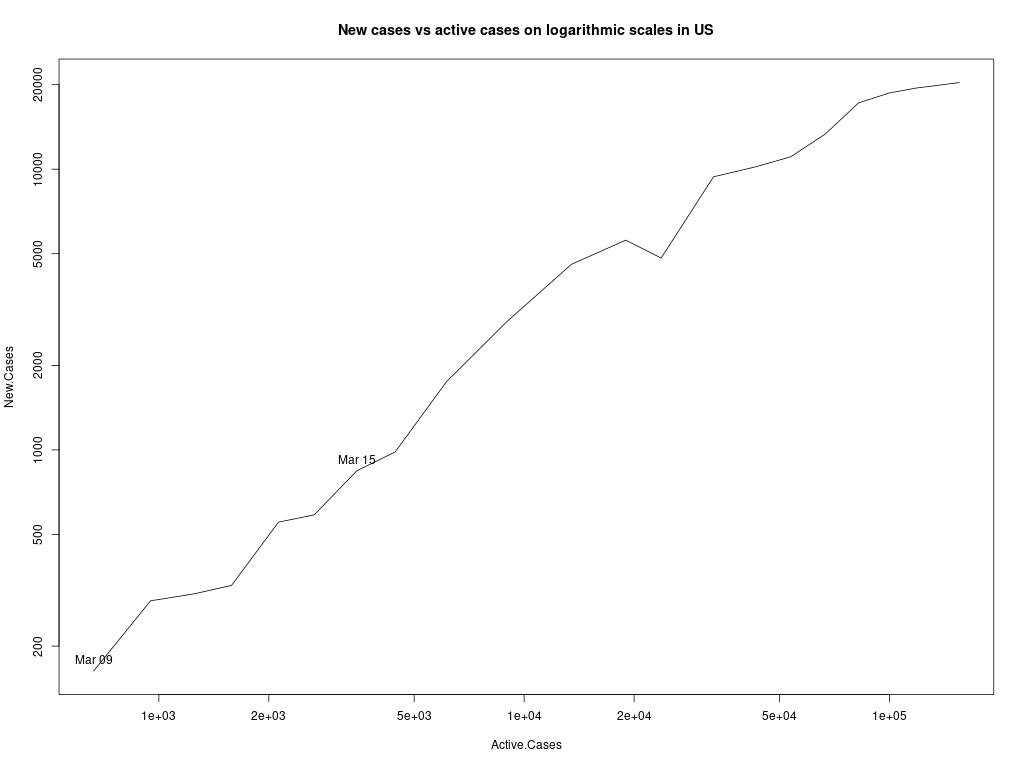 New cases vs active cases on logarithmic scales in US
20000
10000
5000
2000
1000
500
200
New.Cases
Mar 15
Mar 09
1e+03 2e+03 5e+03 1e+04 2e+04 5e+04 1e+05
Active.Cases